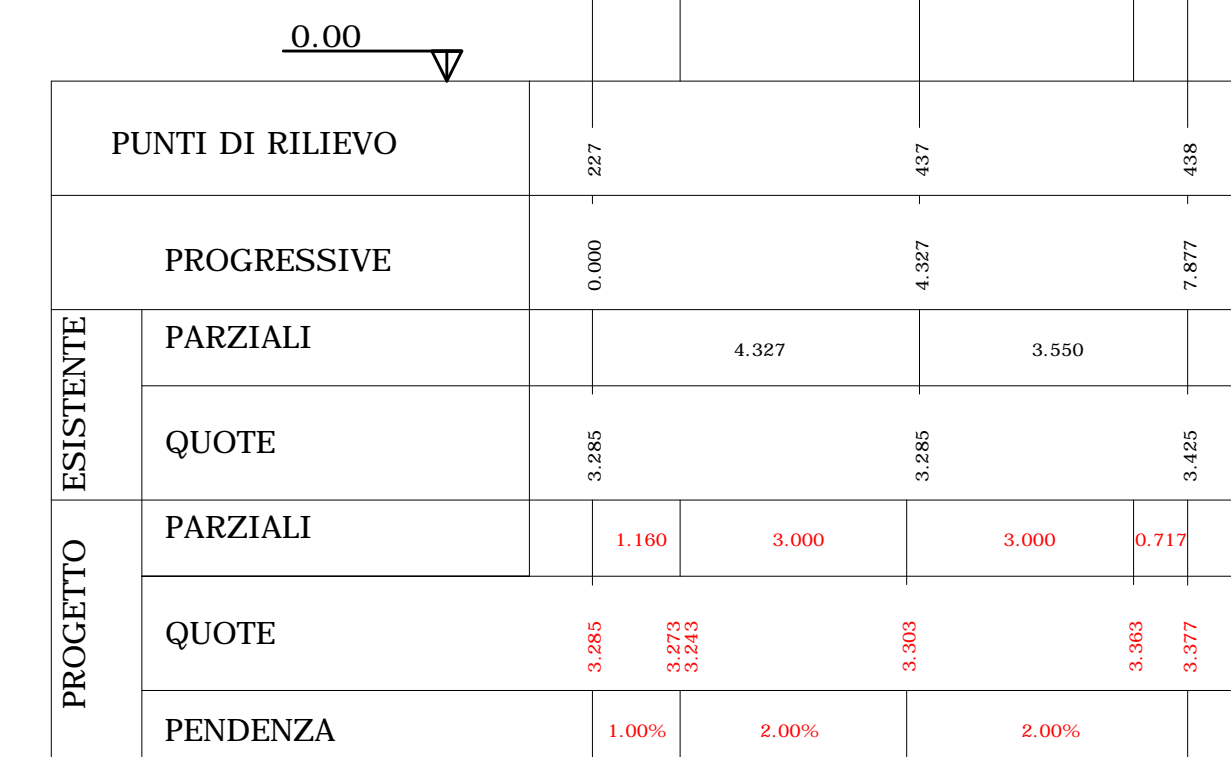 0.00
PUNTI DI RILIEVO 227 437 438
PROGRESSIVE 0.000 4.327 7.877
ESISTENTE
PARZIALI 4.327 3.550
QUOTE 3.285 3.285 3.425
PROGETTO
PARZIALI 1.160 3.000 3.000 0.717
QUOTE 3.285 3.273 3.243 3.303 3.363 3.377
PENDENZA 1.00% 2.00% 2.00%